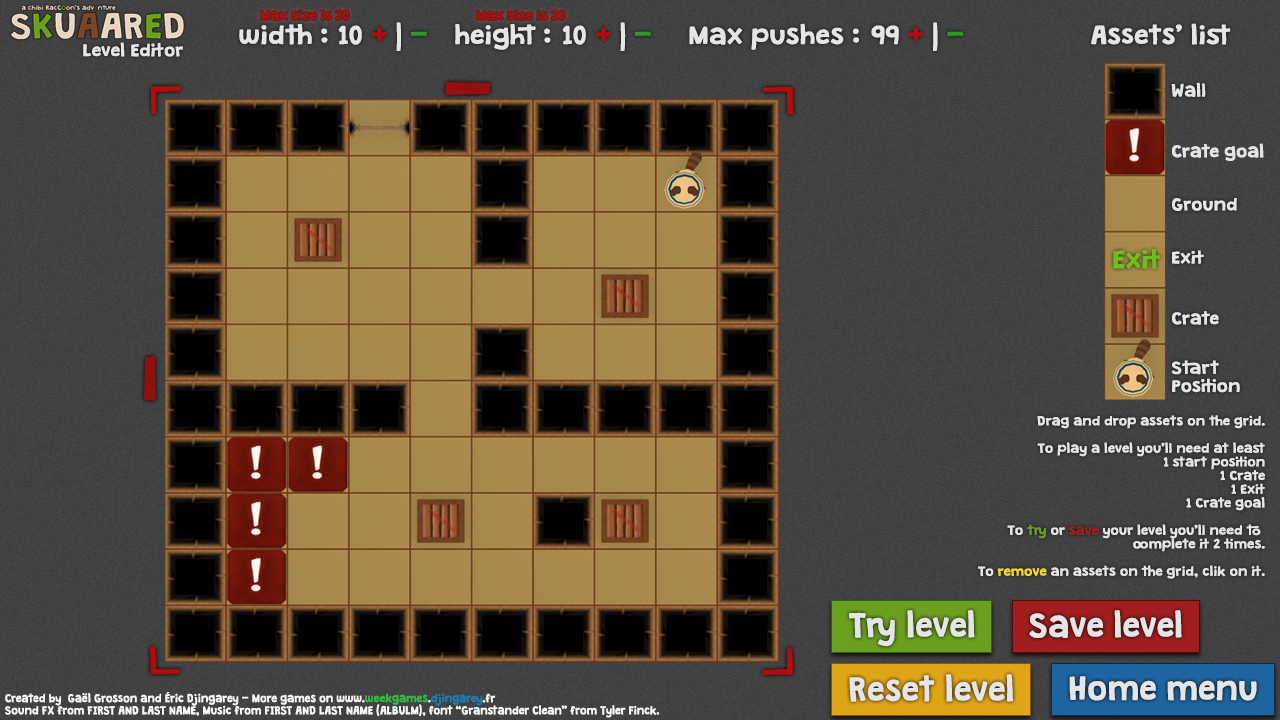 a chibi Raccoon's adventure
SKUAARED
Level Editor
Max size is 20
width : 10 + | -
Max size is 20
height : 10 + | -
Max pushes : 99 + | -
Assets' list
Wall
! Crate goal
Ground
Exit Exit
Crate
Start
Position
! !
!
!
Drag and drop assets on the grid.
To play a level you'll need at least
1 start position
1 Crate
1 Exit
1 Crate goal
To try or save your level you'll need to
complete it 2 times.
To remove an assets on the grid, clik on it.
Try level
Save level
Reset level
Home menu
Created by Gaël Grosson and Éric Djingarey – More games on www.weekgames.djingarey.fr
Sound FX from FIRST AND LAST NAME, Music from FIRST AND LAST NAME (ALBULM), font "Granstander Clean" from Tyler Finck.